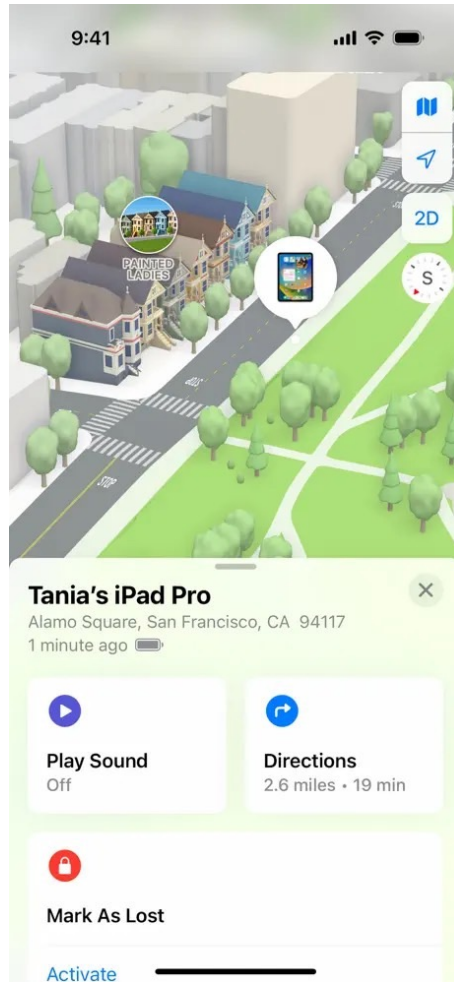 9:41
2D
S
PAINTED
LADIES
STOP
Tania’s iPad Pro
Alamo Square, San Francisco, CA 94117
1 minute ago
Play Sound
Off
Directions
2.6 miles • 19 min
Mark As Lost
Activate